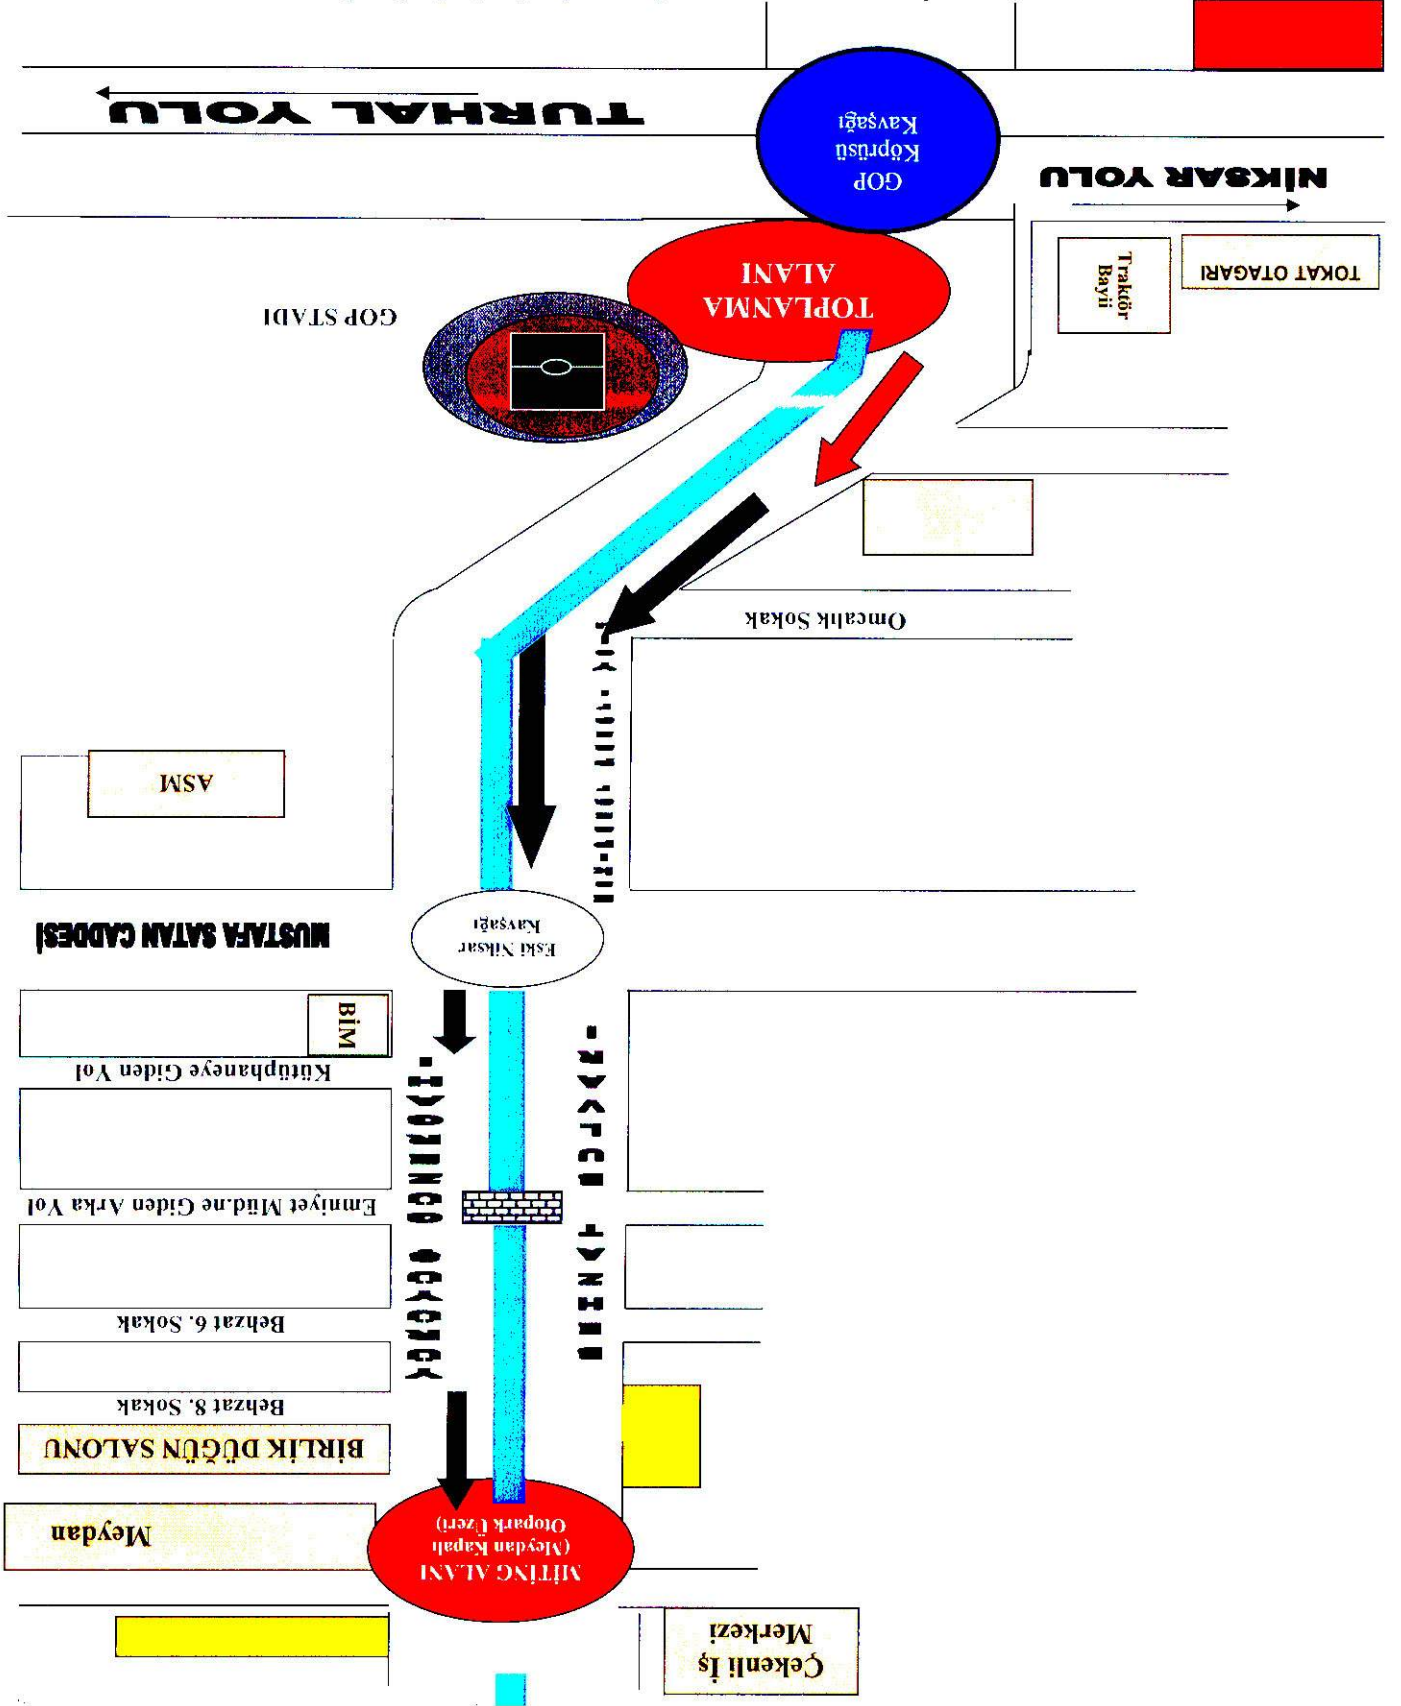 Çekenli İş
Merkezi
MİTİNG ALANI
(Meydan Kapalı
Otopark Üzeri)
Meydan
BİRLİK DÜĞÜN SALONU
Behzat 8. Sokak
Behzat 6. Sokak
Emniyet Müd.ne Giden Arka Yol
Kütüphaneye Giden Yol
BİM
Eski Niksar
Kavşağı
MUSTAFA SATAN CADDESİ
ASM
Omcalık Sokak
GOP STADI
TOPLANMA
ALANI
TOKAT OTAGARI
Traktör
Bayii
NİKSAR YOLU
GOP
Köprüsü
Kavşağı
TURHAL YOLU